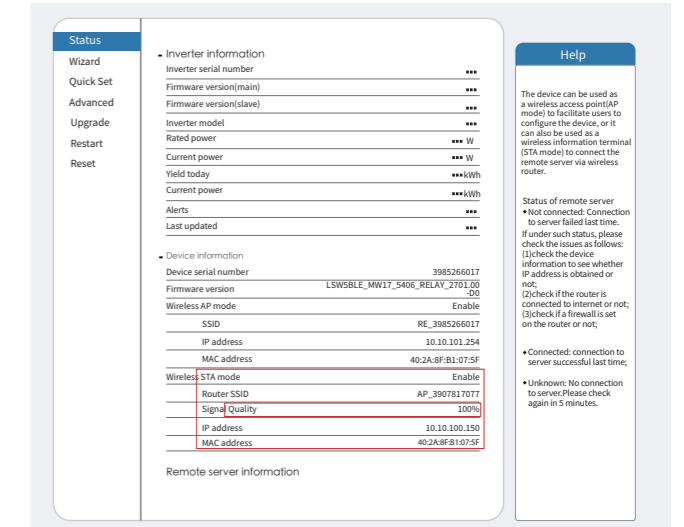 Status
Wizard
Quick Set
Advanced
Upgrade
Restart
Reset
- Inverter information
Inverter serial number ---
Firmware version(main) ---
Firmware version(slave) ---
Inverter model ---
Rated power --- W
Current power --- W
Yield today ---kWh
Current power ---kWh
Alerts ---
Last updated ---
- Device information
Device serial number 3985266017
Firmware version LSW5BLE_MW17_5406_RELAY_2701.00
-D0
Wireless AP mode Enable
SSID RE_3985266017
IP address 10.10.101.254
MAC address 40:2A:8F:B1:07:5F
Wireless STA mode Enable
Router SSID AP_3907817077
Signal Quality 100%
IP address 10.10.100.150
MAC address 40:2A:8F:B1:07:5F
Remote server information
Help
The device can be used as
a wireless access point(AP
mode) to facilitate users to
configure the device, or it
can also be used as a
wireless information terminal
(STA mode) to connect the
remote server via wireless
router.
Status of remote server
◆Not connected: Connection
to server failed last time.
If under such status, please
check the issues as follows:
(1)check the device
information to see whether
IP address is obtained or
not;
(2)check if the router is
connected to internet or not;
(3)check if a firewall is set
on the router or not;
◆Connected: connection to
server successful last time;
◆Unknown: No connection
to server.Please check
again in 5 minutes.